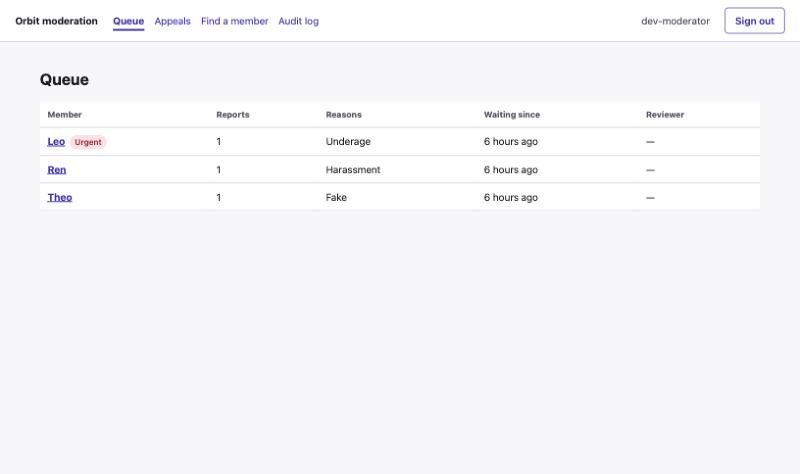 Orbit moderation Queue Appeals Find a member Audit log dev-moderator Sign out
Queue
Member Reports Reasons Waiting since Reviewer
Leo Urgent 1 Underage 6 hours ago —
Ren 1 Harassment 6 hours ago —
Theo 1 Fake 6 hours ago —